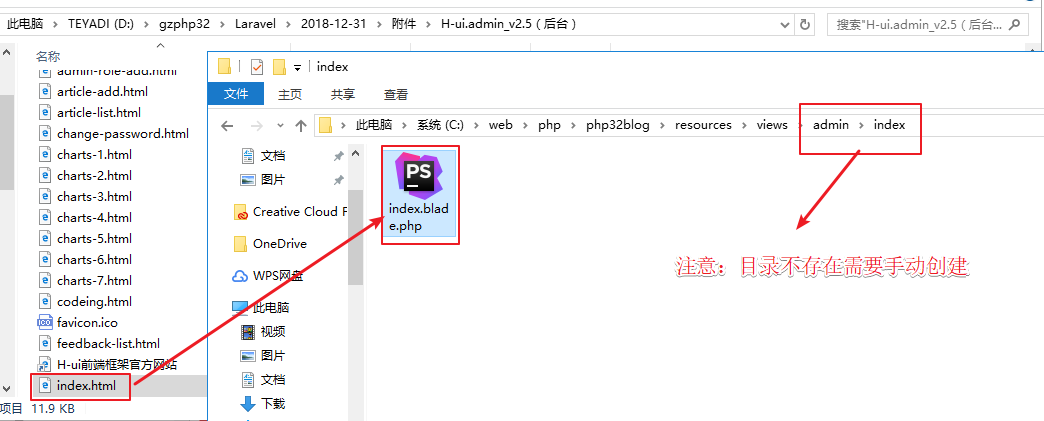 此电脑 TEYADI (D:) gzphp32 Laravel 2018-12-31 附件 H-ui.admin_v2.5（后台）
搜索"H-ui.admin_v2.5（后台...
名称
admin-role-add.html
article-add.html
article-list.html
change-password.html
charts-1.html
charts-2.html
charts-3.html
charts-4.html
charts-5.html
charts-6.html
charts-7.html
codeing.html
favicon.ico
feedback-list.html
H-ui前端框架官方网站
index.html
项目 11.9 KB
index
文件 主页 共享 查看
此电脑 系统 (C:) web php php32blog resources views admin index
文档
图片
Creative Cloud F
OneDrive
WPS网盘
此电脑
视频
图片
文档
下载
PS
index.blad
e.php
注意：目录不存在需要手动创建